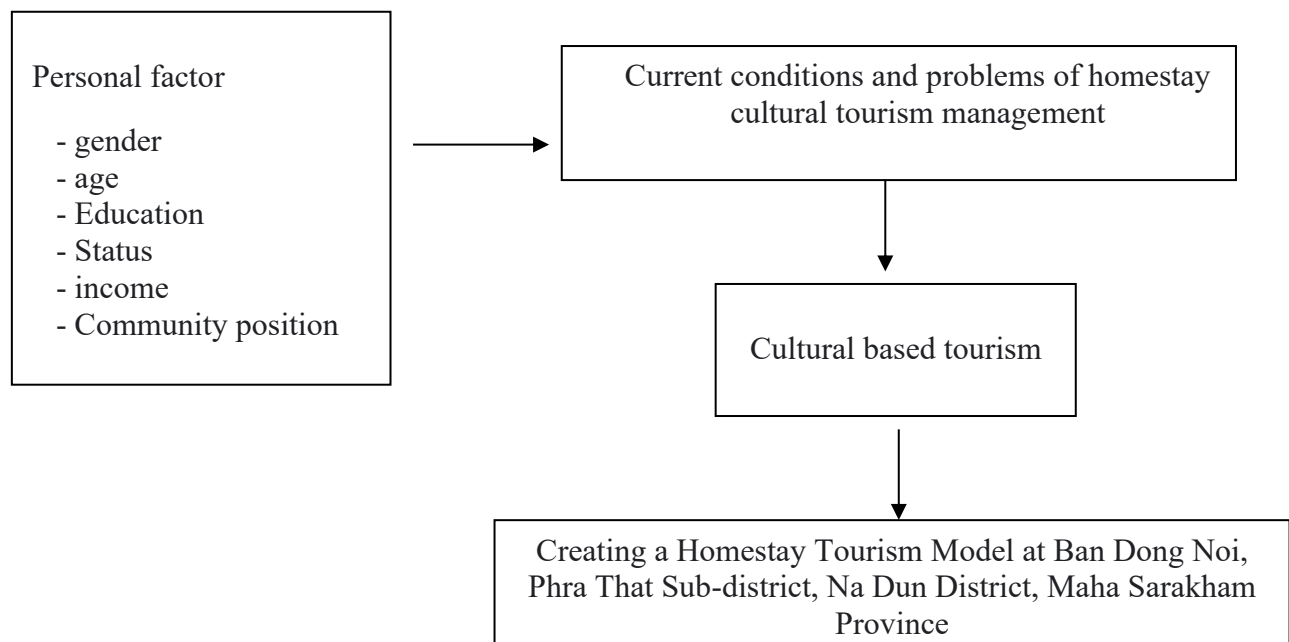 Personal factor
- gender
- age
- Education
- Status
- income
- Community position
Current conditions and problems of homestay
cultural tourism management
Cultural based tourism
Creating a Homestay Tourism Model at Ban Dong Noi,
Phra That Sub-district, Na Dun District, Maha Sarakham
Province